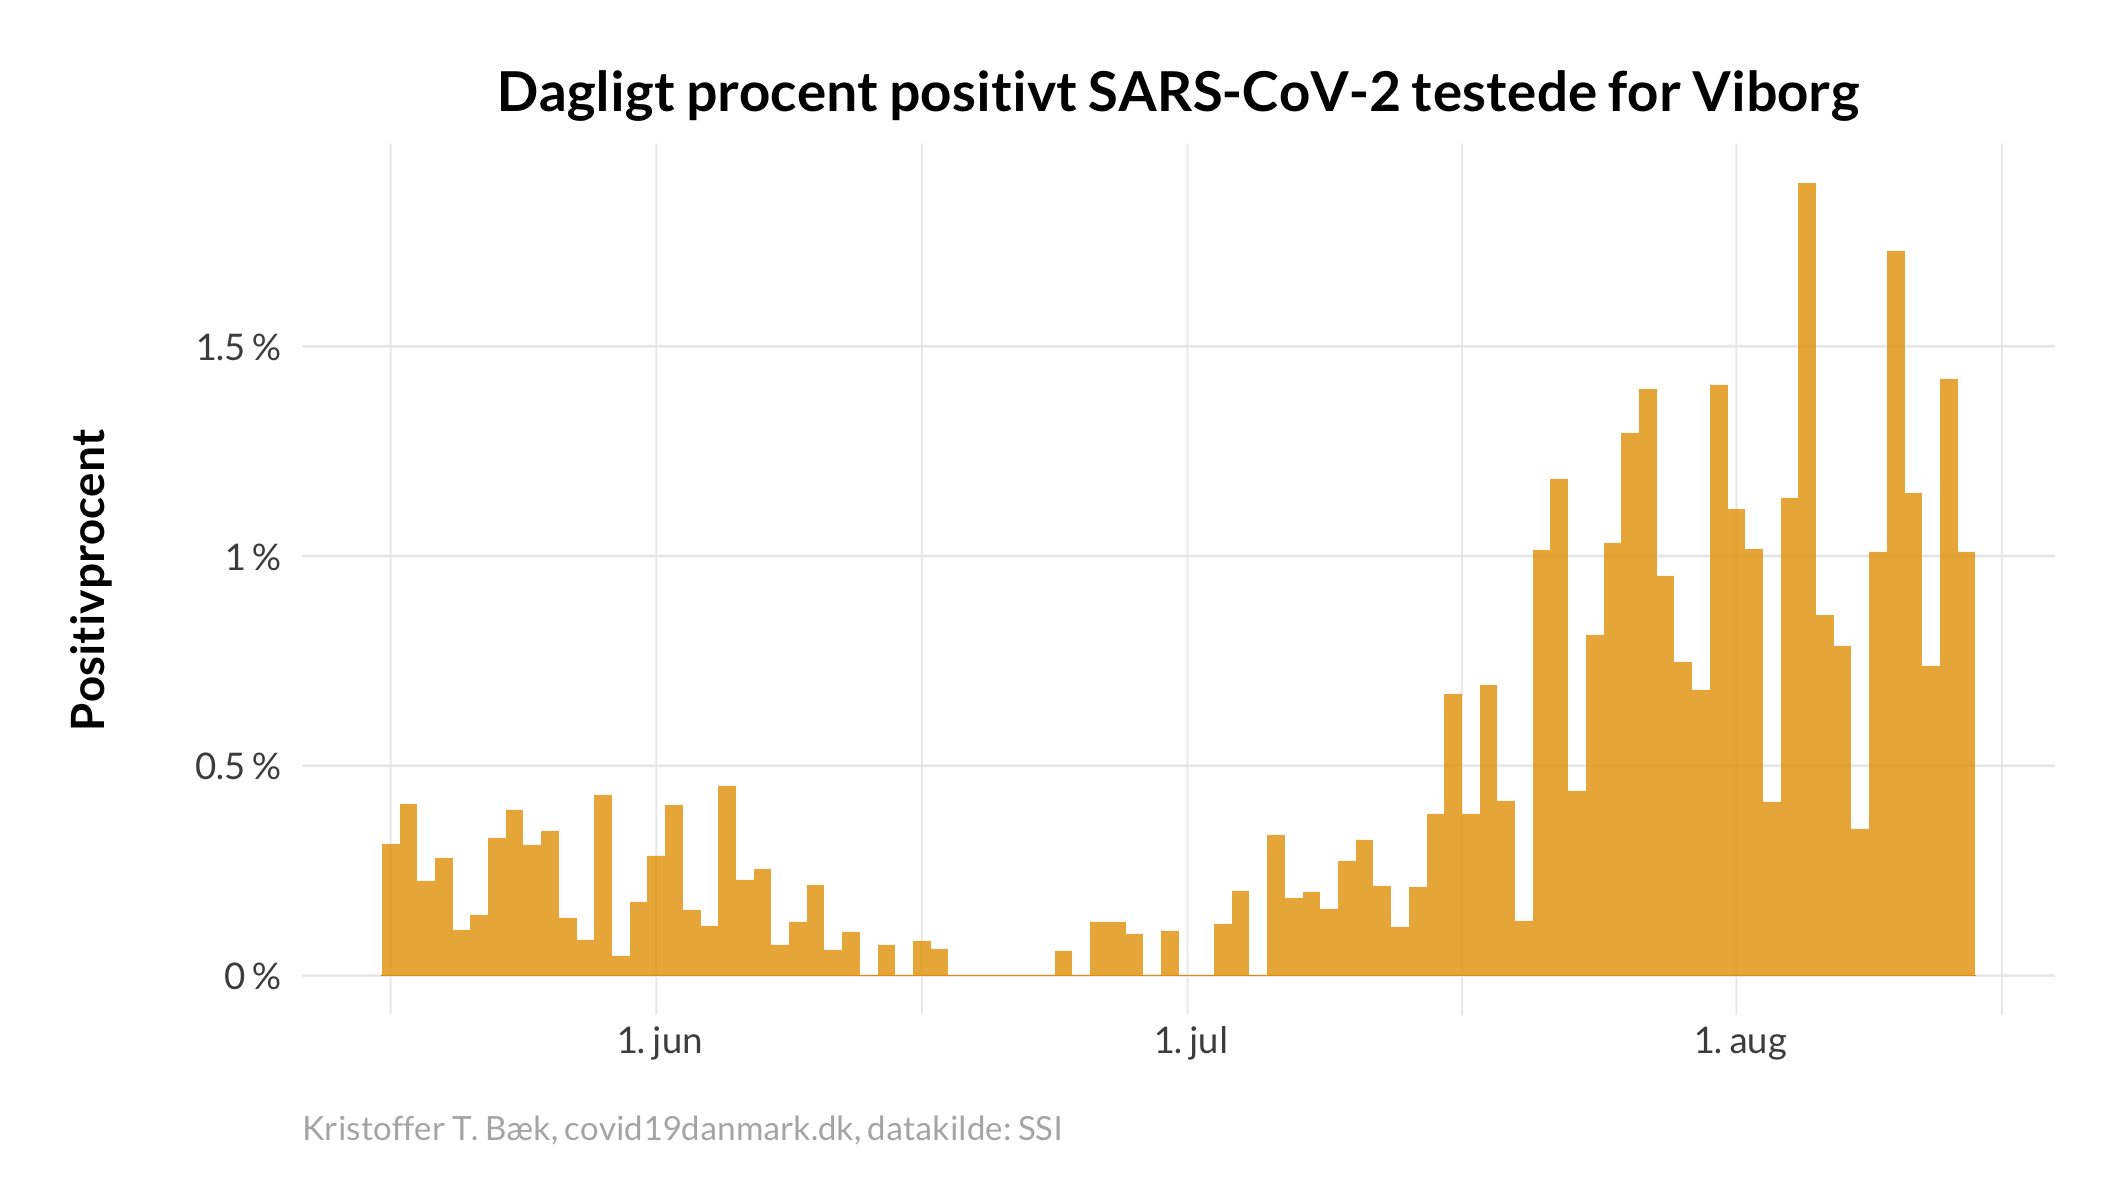 Dagligt procent positivt SARS-CoV-2 testede for Viborg
Positivprocent
1.5 %
1 %
0.5 %
0 %
1. jun
1. jul
1. aug
Kristoffer T. Bæk, covid19danmark.dk, datakilde: SSI